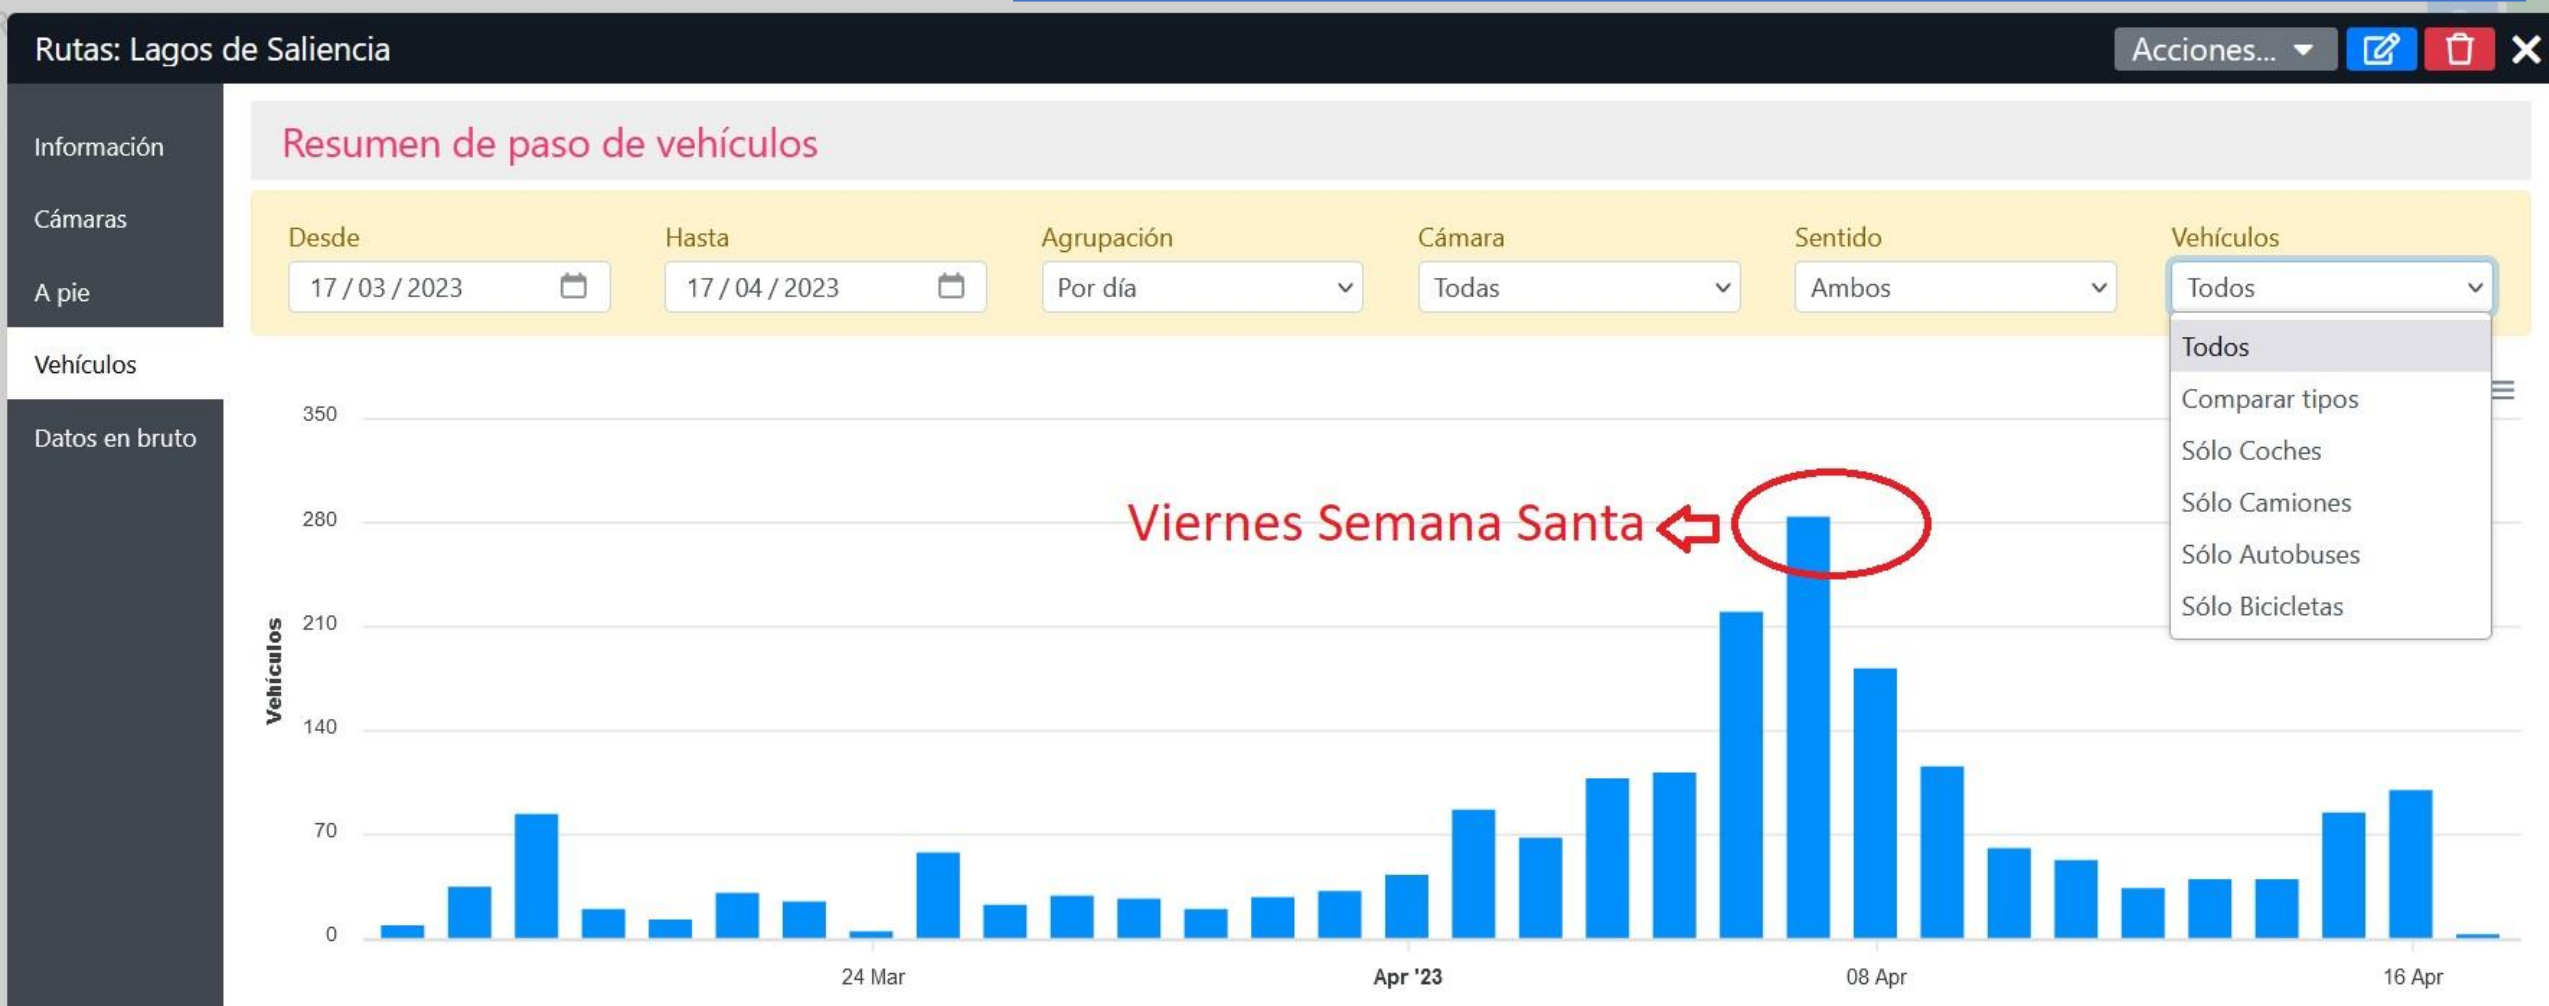 Rutas: Lagos de Saliencia
Acciones...
Información
Cámaras
A pie
Vehículos
Datos en bruto
Resumen de paso de vehículos
Desde
Hasta
Agrupación
Cámara
Sentido
Vehículos
17 / 03 / 2023
17 / 04 / 2023
Por día
Todas
Ambos
Todos
Todos
Comparar tipos
Sólo Coches
Sólo Camiones
Sólo Autobuses
Sólo Bicicletas
Viernes Semana Santa
Vehículos
350
280
210
140
70
0
24 Mar
Apr '23
08 Apr
16 Apr